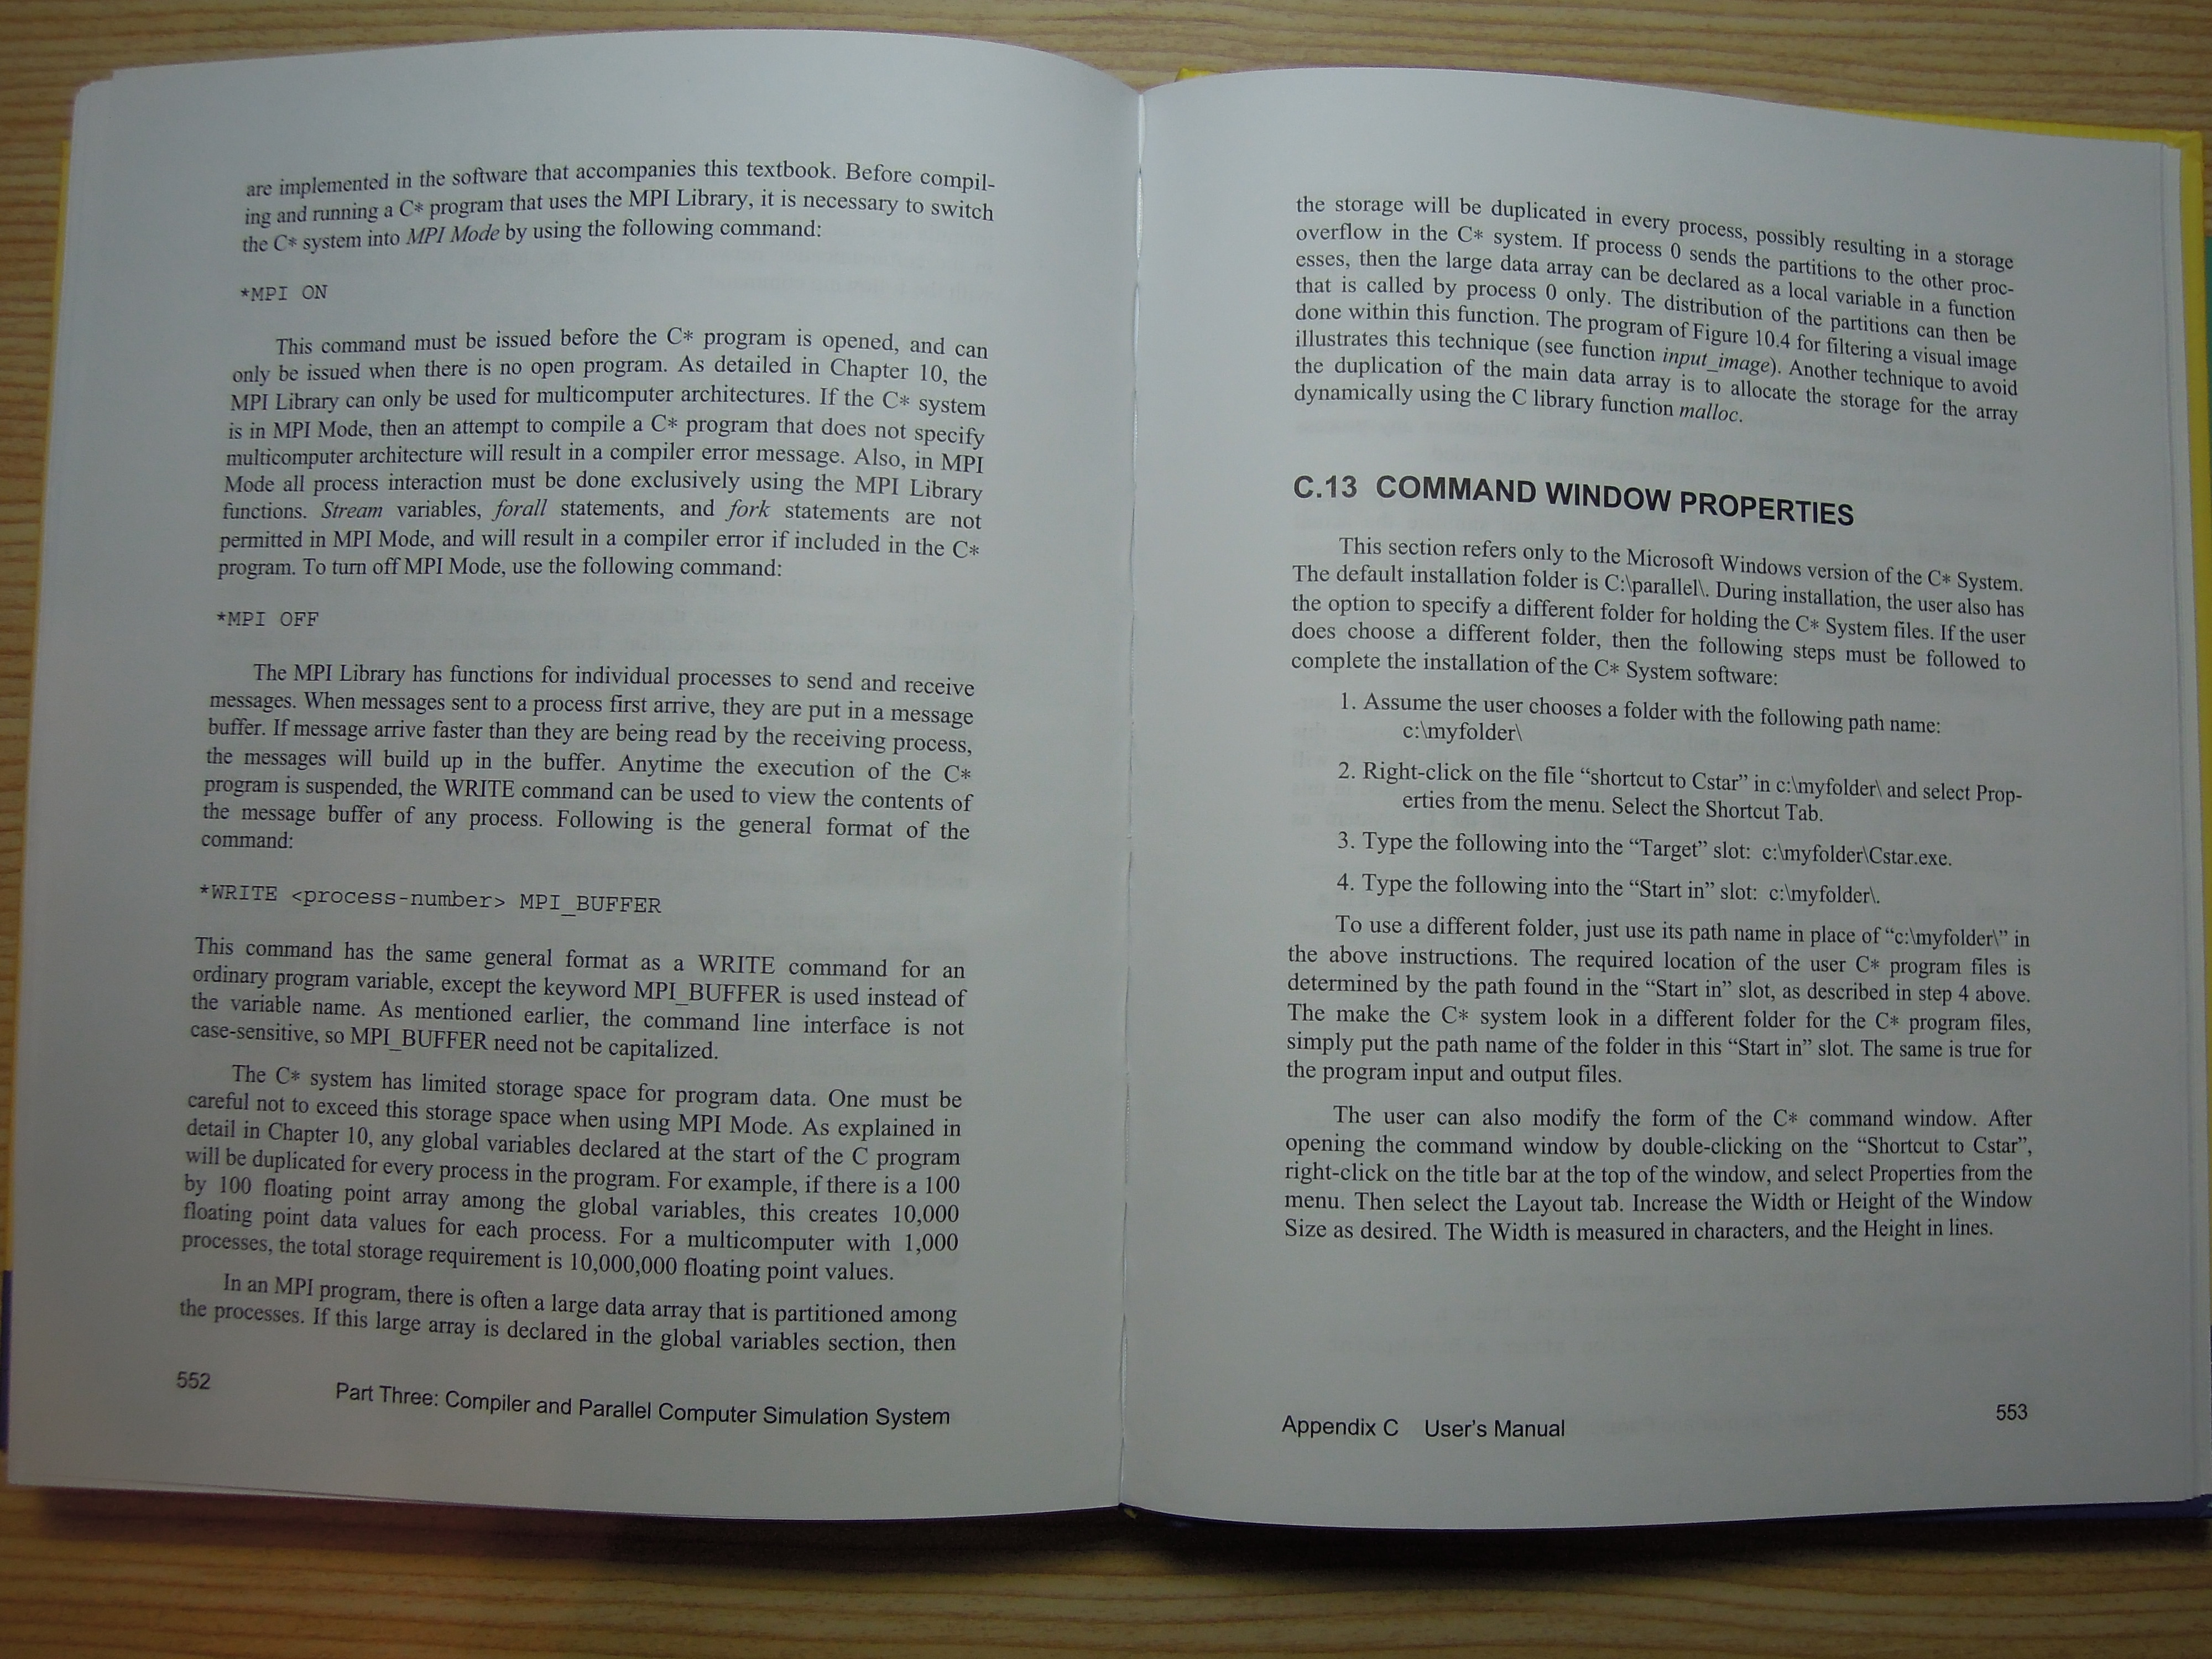 are implemented in the software that accompanies this textbook. Before compil-
ing and running a C* program that uses the MPI Library, it is necessary to switch
the C* system into MPI Mode by using the following command:
*MPI ON
This command must be issued before the C* program is opened, and can
only be issued when there is no open program. As detailed in Chapter 10, the
MPI Library can only be used for multicomputer architectures. If the C* system
is in MPI Mode, then an attempt to compile a C* program that does not specify
multicomputer architecture will result in a compiler error message. Also, in MPI
Mode all process interaction must be done exclusively using the MPI Library
functions. Stream variables, forall statements, and fork statements are not
permitted in MPI Mode, and will result in a compiler error if included in the C*
program. To turn off MPI Mode, use the following command:
*MPI OFF
The MPI Library has functions for individual processes to send and receive
messages. When messages sent to a process first arrive, they are put in a message
buffer. If message arrive faster than they are being read by the receiving process,
the messages will build up in the buffer. Anytime the execution of the C*
program is suspended, the WRITE command can be used to view the contents of
the message buffer of any process. Following is the general format of the
command:
*WRITE <process-number> MPI_BUFFER
This command has the same general format as a WRITE command for an
ordinary program variable, except the keyword MPI_BUFFER is used instead of
the variable name. As mentioned earlier, the command line interface is not
case-sensitive, so MPI_BUFFER need not be capitalized.
The C* system has limited storage space for program data. One must be
careful not to exceed this storage space when using MPI Mode. As explained in
detail in Chapter 10, any global variables declared at the start of the C program
will be duplicated for every process in the program. For example, if there is a 100
by 100 floating point array among the global variables, this creates 10,000
floating point data values for each process. For a multicomputer with 1,000
processes, the total storage requirement is 10,000,000 floating point values.
In an MPI program, there is often a large data array that is partitioned among
the processes. If this large array is declared in the global variables section, then
552
Part Three: Compiler and Parallel Computer Simulation System
the storage will be duplicated in every process, possibly resulting in a storage
overflow in the C* system. If process 0 sends the partitions to the other proc-
esses, then the large data array can be declared as a local variable in a function
that is called by process 0 only. The distribution of the partitions can then be
done within this function. The program of Figure 10.4 for filtering a visual image
illustrates this technique (see function input_image). Another technique to avoid
the duplication of the main data array is to allocate the storage for the array
dynamically using the C library function malloc.
C.13 COMMAND WINDOW PROPERTIES
This section refers only to the Microsoft Windows version of the C* System.
The default installation folder is C:\parallel\. During installation, the user also has
the option to specify a different folder for holding the C* System files. If the user
does choose a different folder, then the following steps must be followed to
complete the installation of the C* System software:
1. Assume the user chooses a folder with the following path name:
c:\myfolder\
2. Right-click on the file “shortcut to Cstar” in c:\myfolder\ and select Prop-
erties from the menu. Select the Shortcut Tab.
3. Type the following into the “Target” slot: c:\myfolder\Cstar.exe.
4. Type the following into the “Start in” slot: c:\myfolder\.
To use a different folder, just use its path name in place of “c:\myfolder\” in
the above instructions. The required location of the user C* program files is
determined by the path found in the “Start in” slot, as described in step 4 above.
The make the C* system look in a different folder for the C* program files,
simply put the path name of the folder in this “Start in” slot. The same is true for
the program input and output files.
The user can also modify the form of the C* command window. After
opening the command window by double-clicking on the “Shortcut to Cstar”,
right-click on the title bar at the top of the window, and select Properties from the
menu. Then select the Layout tab. Increase the Width or Height of the Window
Size as desired. The Width is measured in characters, and the Height in lines.
Appendix C User's Manual
553